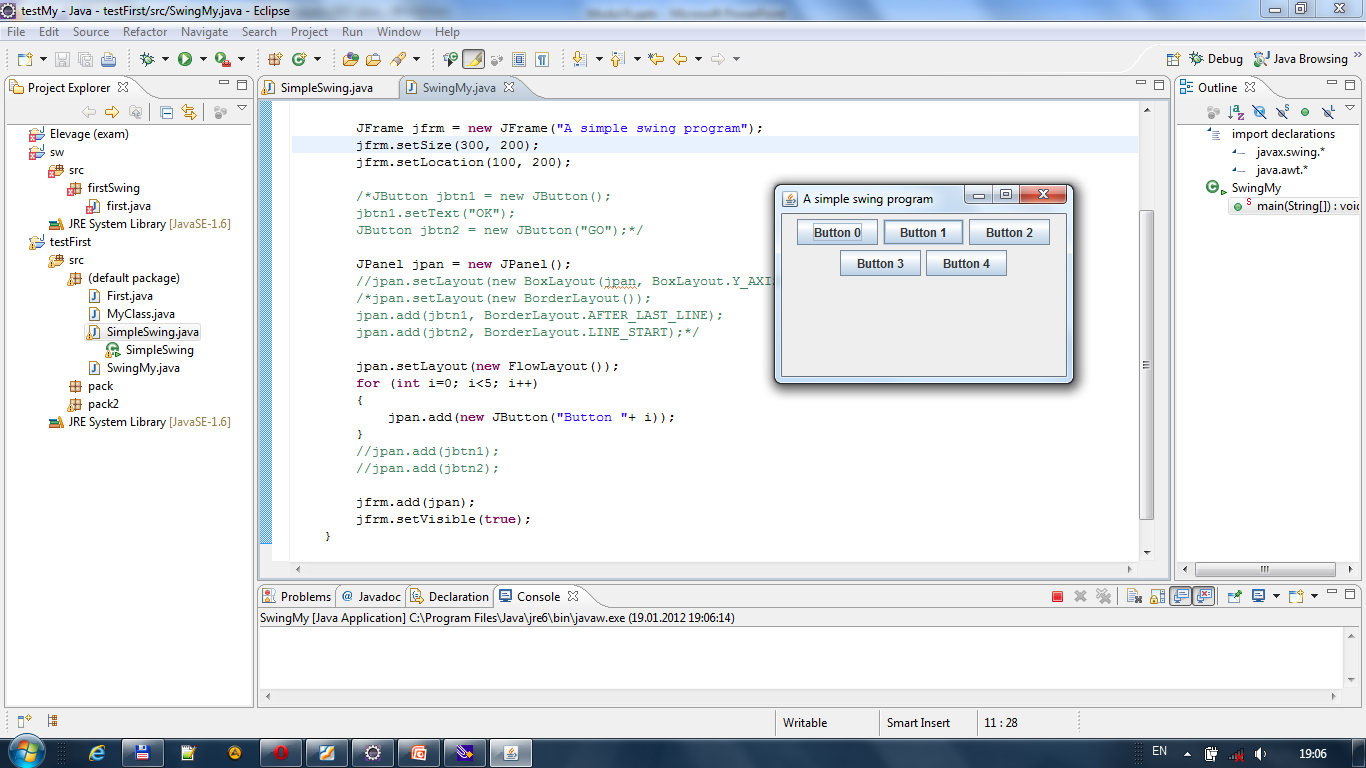 testMy - Java - testFirst/src/SwingMy.java - Eclipse
File Edit Source Refactor Navigate Search Project Run Window Help
Debug Java Browsing
Project Explorer
Elevage (exam)
sw
src
firstSwing
first.java
JRE System Library [JavaSE-1.6]
testFirst
src
(default package)
First.java
MyClass.java
SimpleSwing.java
SimpleSwing
SwingMy.java
pack
pack2
JRE System Library [JavaSE-1.6]
SimpleSwing.java SwingMy.java
JFrame jfrm = new JFrame("A simple swing program");
jfrm.setSize(300, 200);
jfrm.setLocation(100, 200);
/*JButton jbtn1 = new JButton();
jbtn1.setText("OK");
JButton jbtn2 = new JButton("GO");*/
JPanel jpan = new JPanel();
//jpan.setLayout(new BoxLayout(jpan, BoxLayout.Y_AXI
/*jpan.setLayout(new BorderLayout());
jpan.add(jbtn1, BorderLayout.AFTER_LAST_LINE);
jpan.add(jbtn2, BorderLayout.LINE_START);*/
jpan.setLayout(new FlowLayout());
for (int i=0; i<5; i++)
{
jpan.add(new JButton("Button "+ i));
}
//jpan.add(jbtn1);
//jpan.add(jbtn2);
jfrm.add(jpan);
jfrm.setVisible(true);
}
A simple swing program
Button 0 Button 1 Button 2
Button 3 Button 4
Outline
import declarations
javax.swing.*
java.awt.*
SwingMy
main(String[]) : void
Problems Javadoc Declaration Console
SwingMy [Java Application] C:\Program Files\Java\jre6\bin\javaw.exe (19.01.2012 19:06:14)
Writable Smart Insert 11 : 28
EN 19:06